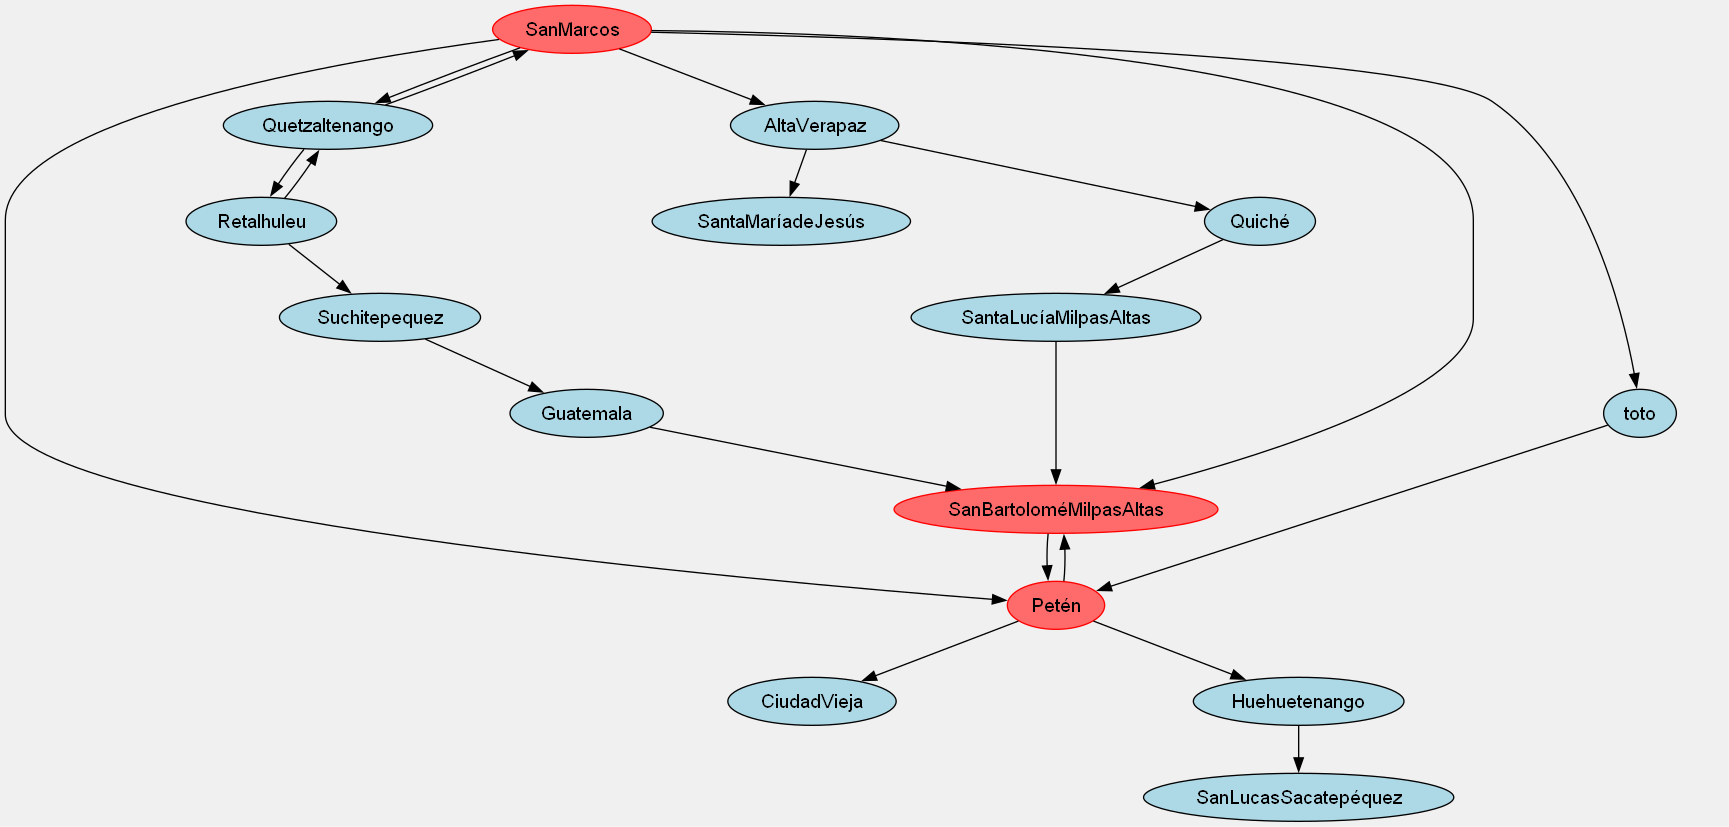 SanMarcos
Quetzaltenango
AltaVerapaz
Retalhuleu
SantaMaríadeJesús
Quiché
Suchitepequez
SantaLucíaMilpasAltas
Guatemala
toto
SanBartoloméMilpasAltas
Petén
CiudadVieja
Huehuetenango
SanLucasSacatepéquez